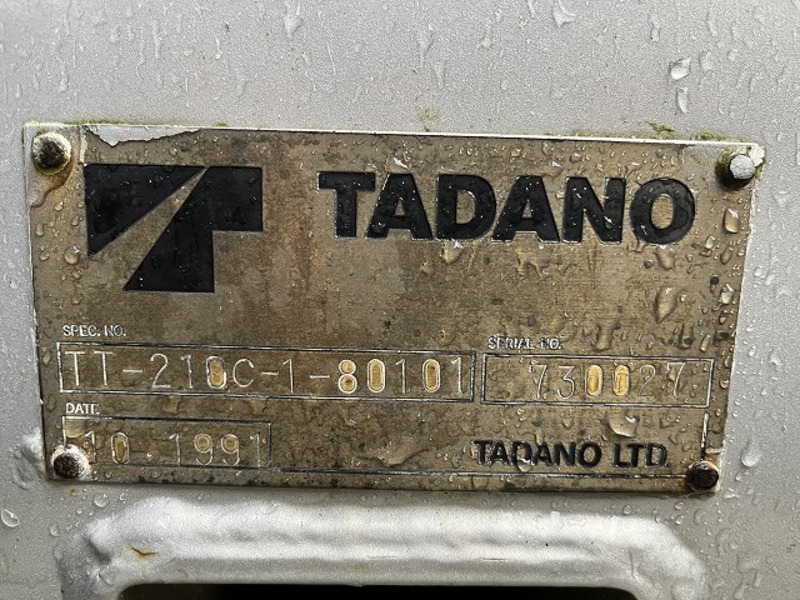 TADANO
SPEC. NO.
TT-210C-1-80101
SERIAL NO.
730027
DATE
10. 1991
TADANO LTD.